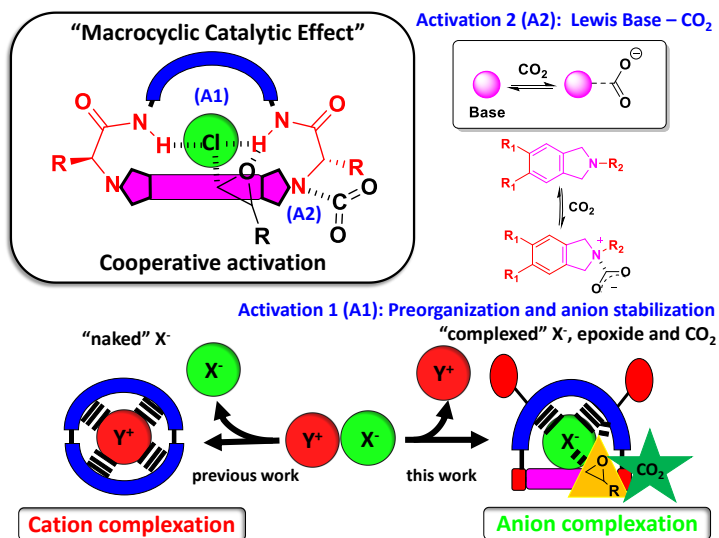 “Macrocyclic Catalytic Effect”
(A1)
O
N
H
Cl
H
N
O
R
N
O
N
R
C
O
O
(A2)
R
Cooperative activation
Activation 2 (A2): Lewis Base – CO2
CO2
Base
O
⊖
C
O
R1
R1
N-R2
CO2
R1
R1
N
+
R2
O
O
−
Activation 1 (A1): Preorganization and anion stabilization
“naked” X-
“complexed” X-, epoxide and CO2
X-
Y+
Y+
Y+
X-
X-
O
R
CO2
previous work
this work
Cation complexation
Anion complexation